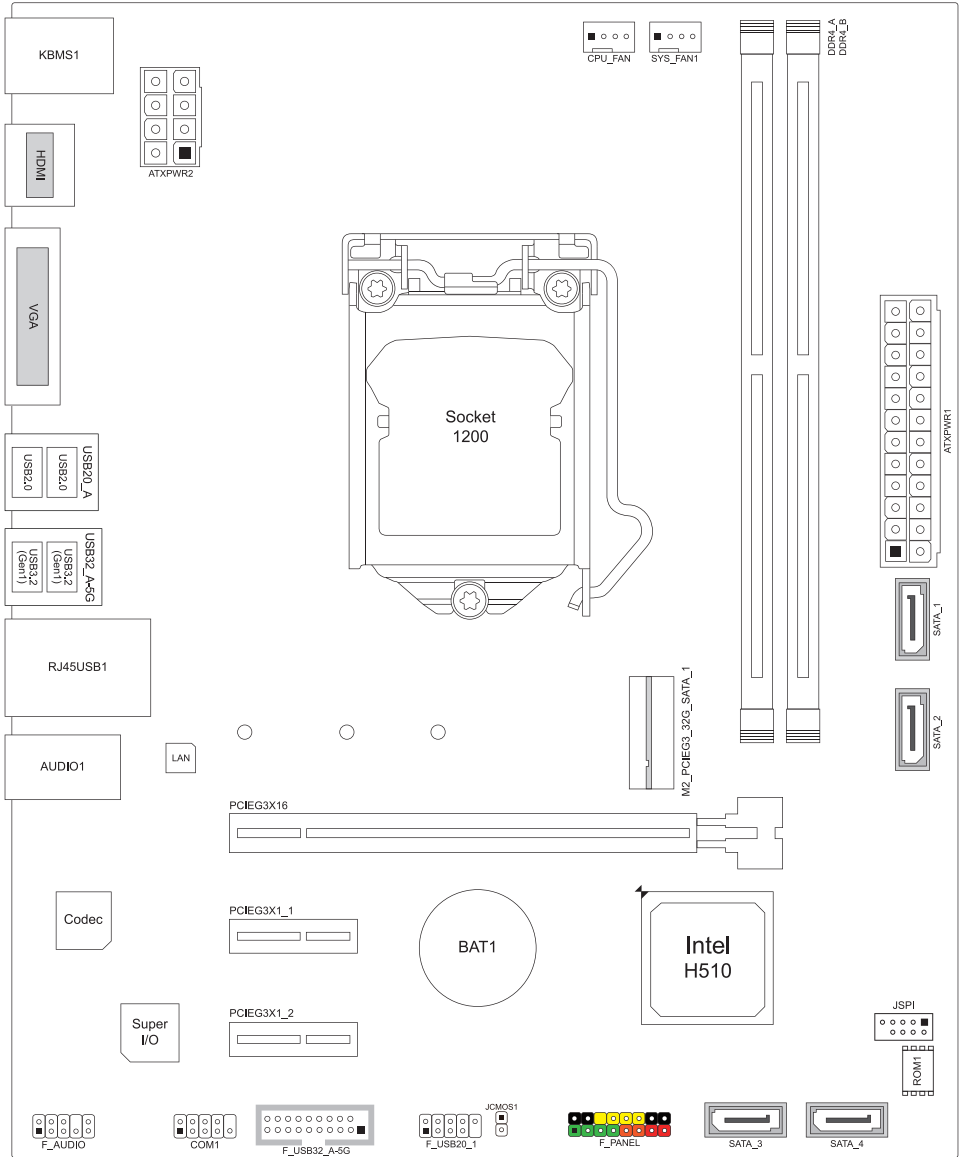 KBMS1
CPU_FAN
SYS_FAN1
DDR4_A
DDR4_B
ATXPWR2
HDMI
VGA
ATXPWR1
Socket
1200
USB20_A
USB2.0
USB2.0
USB32_A-5G
USB3.2
(Gen1)
USB3.2
(Gen1)
SATA_1
RJ45USB1
M2_PCIEG3_32G_SATA_1
SATA_2
AUDIO1
LAN
PCIEG3X16
Codec
PCIEG3X1_1
BAT1
Intel
H510
JSPI
Super
I/O
PCIEG3X1_2
ROM1
JCMOS1
F_AUDIO
COM1
F_USB32_A-5G
F_USB20_1
F_PANEL
SATA_3
SATA_4